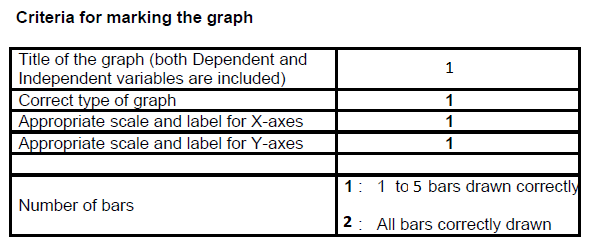 Criteria for marking the graph
Title of the graph (both Dependent and
Independent variables are included)
1
Correct type of graph
1
Appropriate scale and label for X-axes
1
Appropriate scale and label for Y-axes
1
Number of bars
1 : 1 to 5 bars drawn correctly
2 : All bars correctly drawn